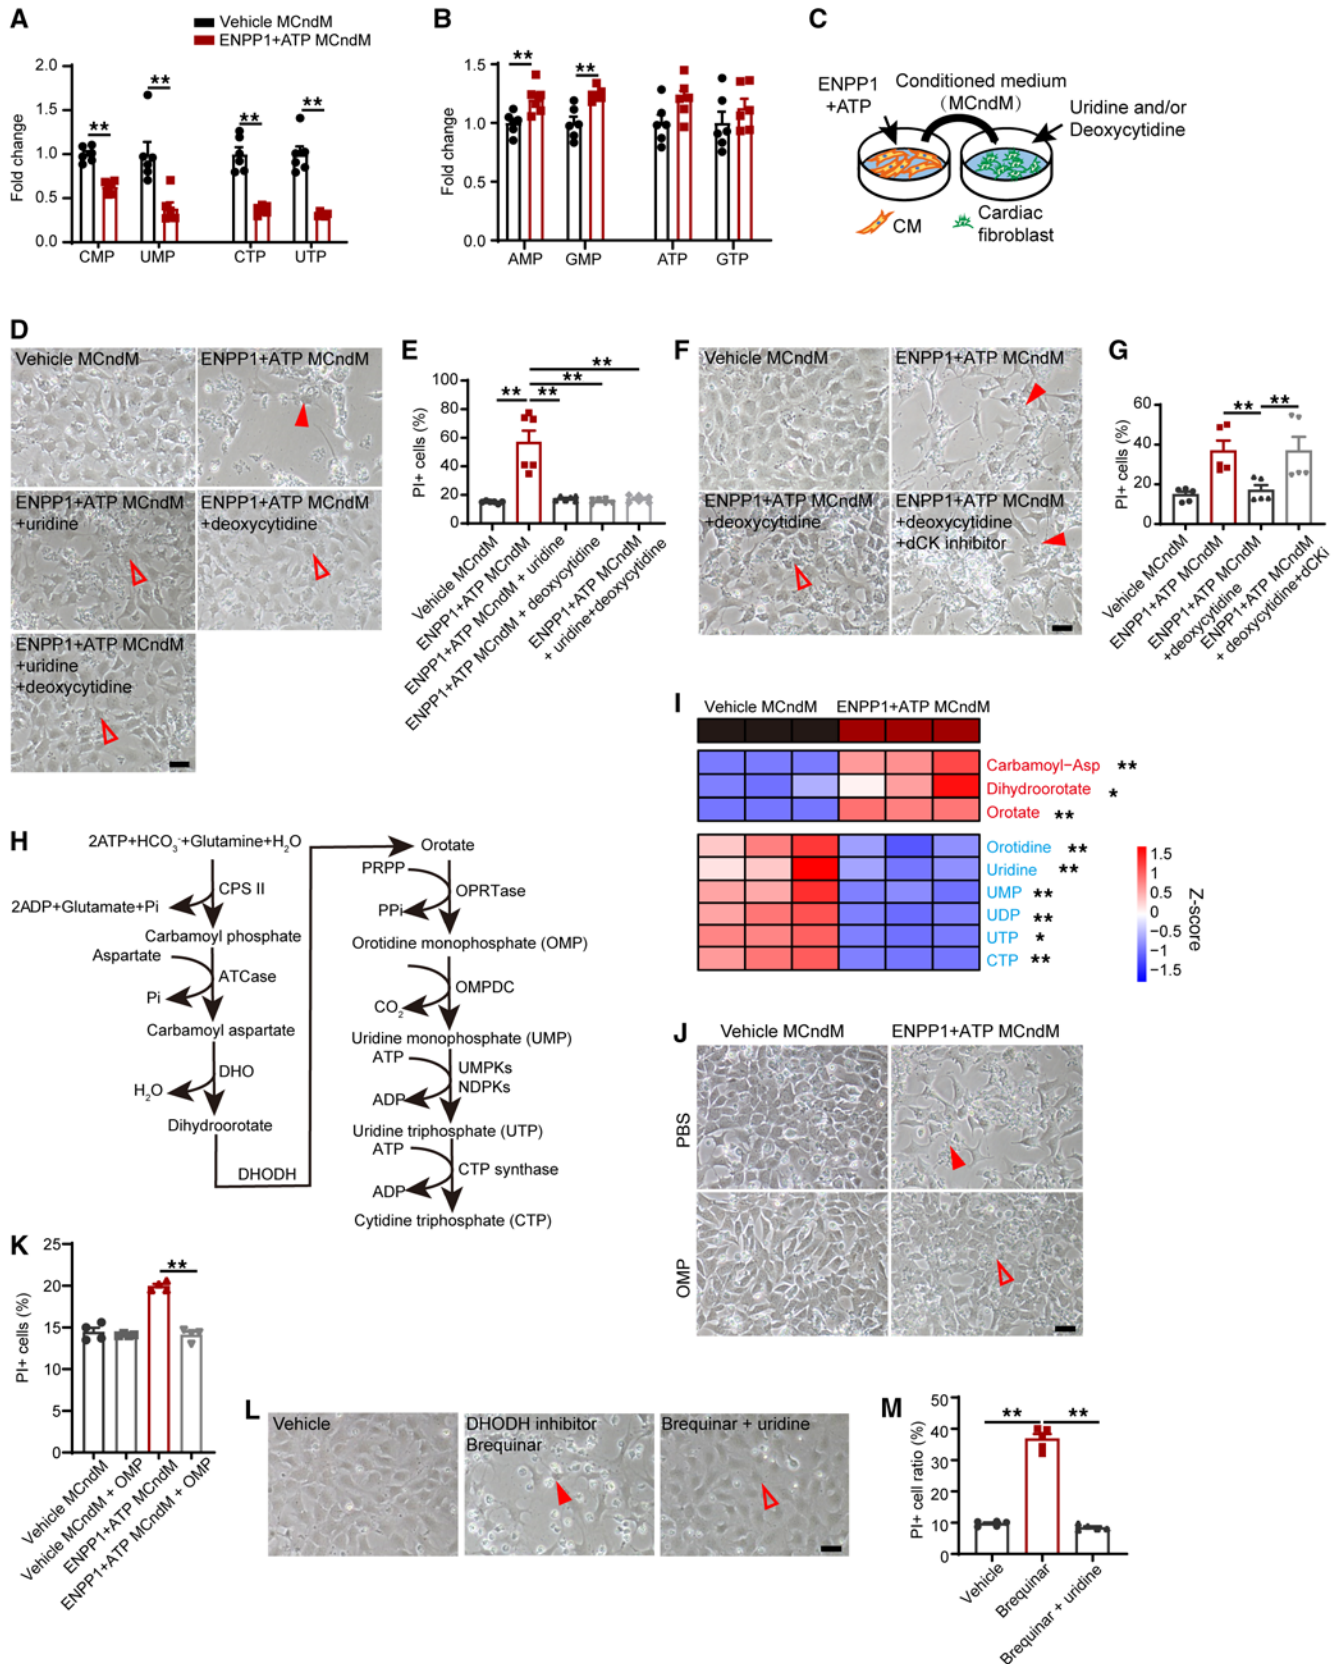 A
Vehicle MCndM
ENPP1+ATP MCndM
Fold change
2.0
1.5
1.0
0.5
0.0
**
**
**
**
CMP UMP CTP UTP
B
Fold change
1.5
1.0
0.5
0.0
**
**
AMP GMP ATP GTP
C
ENPP1
+ATP
Conditioned medium
(MCndM)
Uridine and/or
Deoxycytidine
CM
Cardiac
fibroblast
D
Vehicle MCndM
ENPP1+ATP MCndM
ENPP1+ATP MCndM
+uridine
ENPP1+ATP MCndM
+deoxycytidine
ENPP1+ATP MCndM
+uridine
+deoxycytidine
E
PI+ cells (%)
100
80
60
40
20
0
**
**
** **
Vehicle MCndM
ENPP1+ATP MCndM
ENPP1+ATP MCndM + uridine
ENPP1+ATP MCndM + deoxycytidine
ENPP1+ATP MCndM
+ uridine+deoxycytidine
F
Vehicle MCndM
ENPP1+ATP MCndM
ENPP1+ATP MCndM
+deoxycytidine
ENPP1+ATP MCndM
+deoxycytidine
+dCK inhibitor
G
PI+ cells (%)
60
40
20
0
** **
Vehicle MCndM
ENPP1+ATP MCndM
ENPP1+ATP MCndM
+deoxycytidine
ENPP1+ATP MCndM
+ deoxycytidine+dCKi
H
2ATP+HCO3-+Glutamine+H2O
CPS II
2ADP+Glutamate+Pi
Carbamoyl phosphate
Aspartate
ATCase
Pi
Carbamoyl aspartate
DHO
H2O
Dihydroorotate
DHODH
Orotate
PRPP
OPRTase
PPi
Orotidine monophosphate (OMP)
OMPDC
CO2
Uridine monophosphate (UMP)
ATP
UMPKs
NDPKs
ADP
Uridine triphosphate (UTP)
ATP
CTP synthase
ADP
Cytidine triphosphate (CTP)
I
Vehicle MCndM ENPP1+ATP MCndM
Carbamoyl−Asp **
Dihydroorotate *
Orotate **
Orotidine **
Uridine **
UMP **
UDP **
UTP *
CTP **
1.5
1
0.5
0
−0.5
−1
−1.5
Z-score
J
Vehicle MCndM ENPP1+ATP MCndM
PBS
OMP
K
PI+ cells (%)
25
20
15
10
5
0
**
Vehicle MCndM
Vehicle MCndM + OMP
ENPP1+ATP MCndM
ENPP1+ATP MCndM + OMP
L
Vehicle
DHODH inhibitor
Brequinar
Brequinar + uridine
M
PI+ cell ratio (%)
50
40
30
20
10
0
** **
Vehicle
Brequinar
Brequinar + uridine